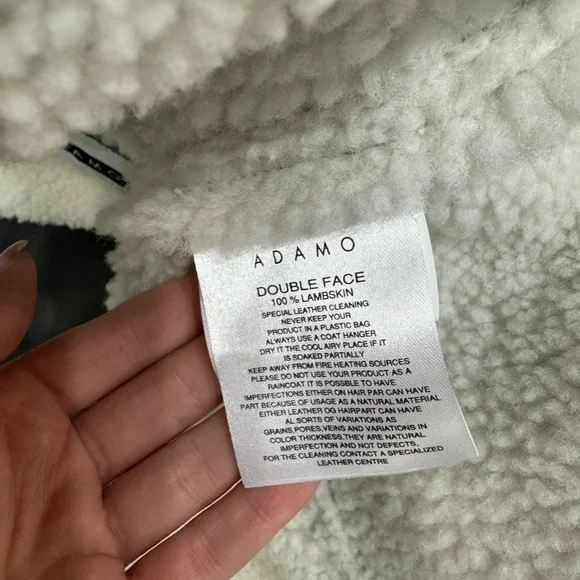 ADAMO
DOUBLE FACE
100 % LAMBSKIN
SPECIAL LEATHER CLEANING
NEVER KEEP YOUR
PRODUCT IN A PLASTIC BAG
ALWAYS USE A COAT HANGER
DRY IT THE COOL AIRY PLACE IF IT
IS SOAKED PARTIALLY
KEEP AWAY FROM FIRE HEATING SOURCES
PLEASE DO NOT USE YOUR PRODUCT AS A
RAINCOAT IT IS POSSIBLE TO HAVE
IMPERFECTIONS EITHER ON HAIR PAR CAN HAVE
PART BECAUSE OF USAGE AS A NATURAL MATERIAL
EITHER LEATHER OG HAIRPART CAN HAVE
AL SORTS OF VARIATIONS AS
GRAINS,PORES,VEINS AND VARIATIONS IN
COLOR THICKNESS.THEY ARE NATURAL
IMPERFECTION AND NOT DEFECTS.
FOR THE CLEANING CONTACT A SPECIALIZED
LEATHER CENTRE